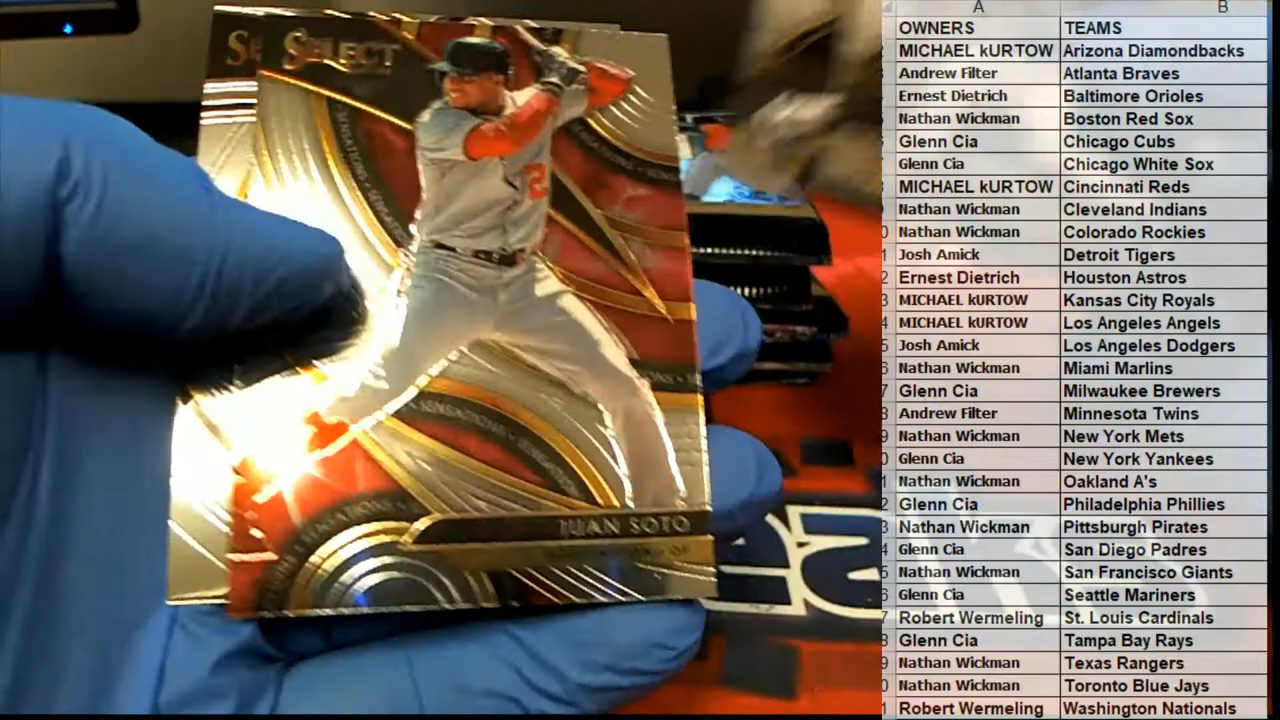 SELECT
SENSATIONS
SENSATIONS
JUAN SOTO
A B
OWNERS TEAMS
MICHAEL kURTOW Arizona Diamondbacks
Andrew Filter Atlanta Braves
Ernest Dietrich Baltimore Orioles
Nathan Wickman Boston Red Sox
Glenn Cia Chicago Cubs
Glenn Cia Chicago White Sox
MICHAEL kURTOW Cincinnati Reds
Nathan Wickman Cleveland Indians
Nathan Wickman Colorado Rockies
Josh Amick Detroit Tigers
Ernest Dietrich Houston Astros
MICHAEL kURTOW Kansas City Royals
MICHAEL kURTOW Los Angeles Angels
Josh Amick Los Angeles Dodgers
Nathan Wickman Miami Marlins
Glenn Cia Milwaukee Brewers
Andrew Filter Minnesota Twins
Nathan Wickman New York Mets
Glenn Cia New York Yankees
Nathan Wickman Oakland A's
Glenn Cia Philadelphia Phillies
Nathan Wickman Pittsburgh Pirates
Glenn Cia San Diego Padres
Nathan Wickman San Francisco Giants
Glenn Cia Seattle Mariners
Robert Wermeling St. Louis Cardinals
Glenn Cia Tampa Bay Rays
Nathan Wickman Texas Rangers
Nathan Wickman Toronto Blue Jays
Robert Wermeling Washington Nationals